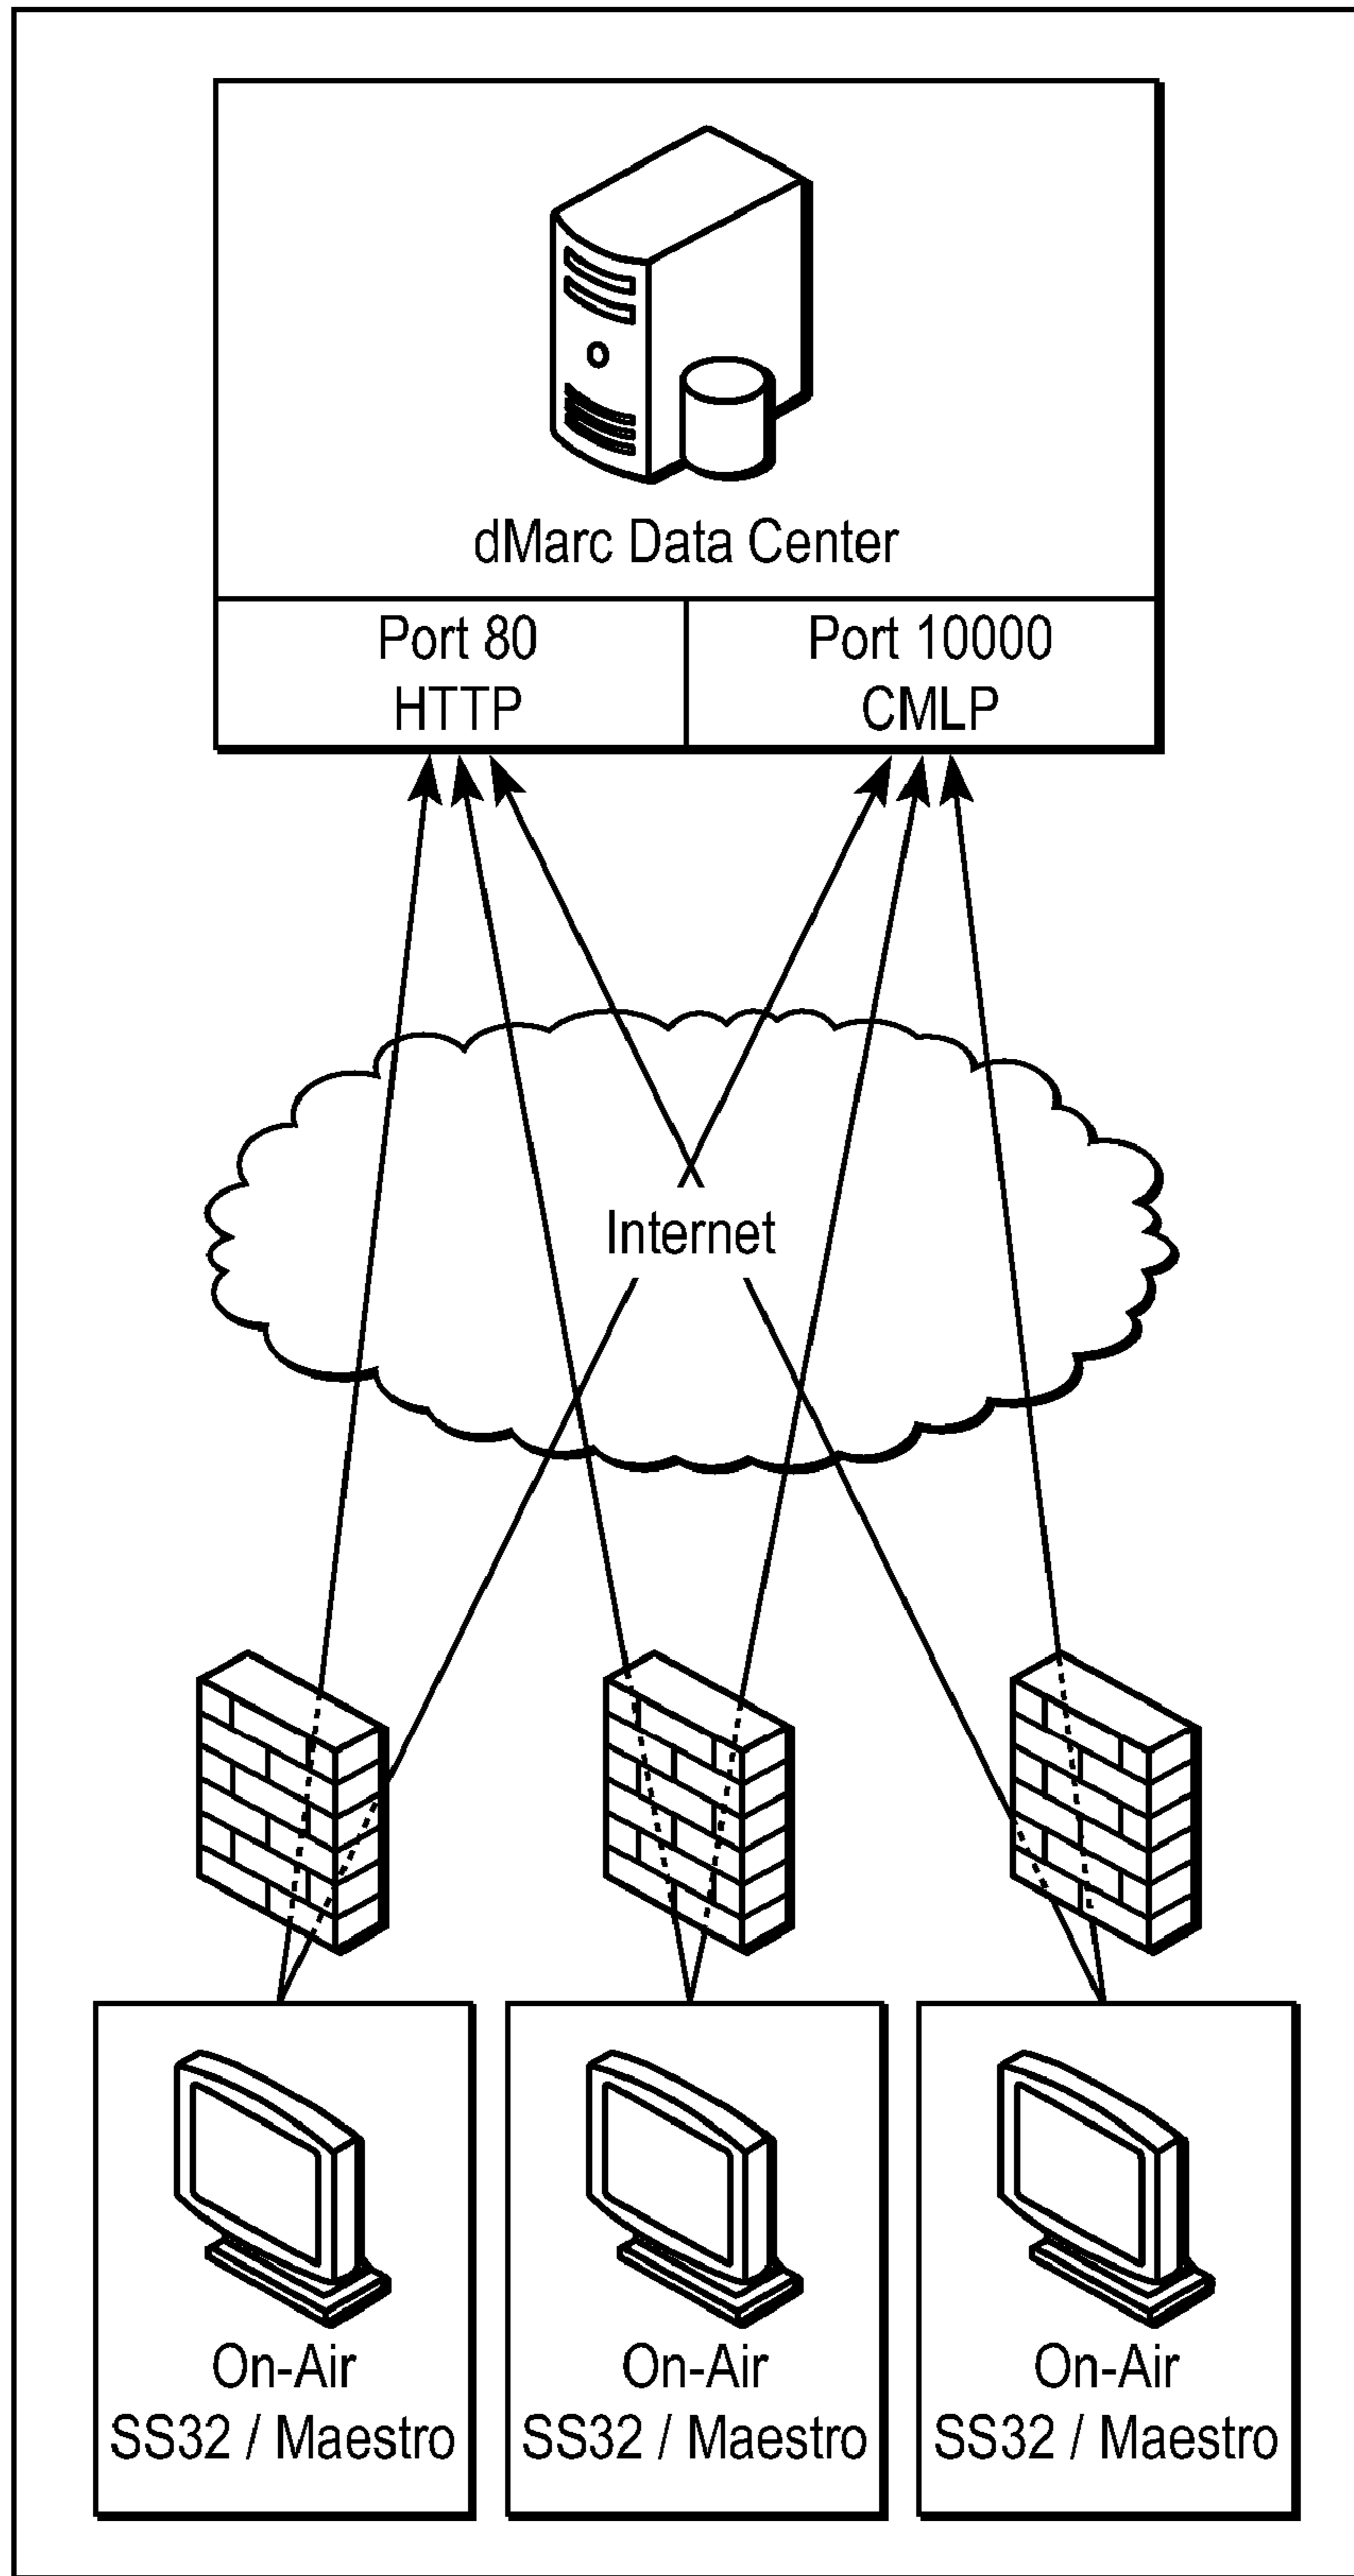 dMarc Data Center
Port 80
HTTP
Port 10000
CMLP
Internet
On-Air
SS32 / Maestro
On-Air
SS32 / Maestro
On-Air
SS32 / Maestro